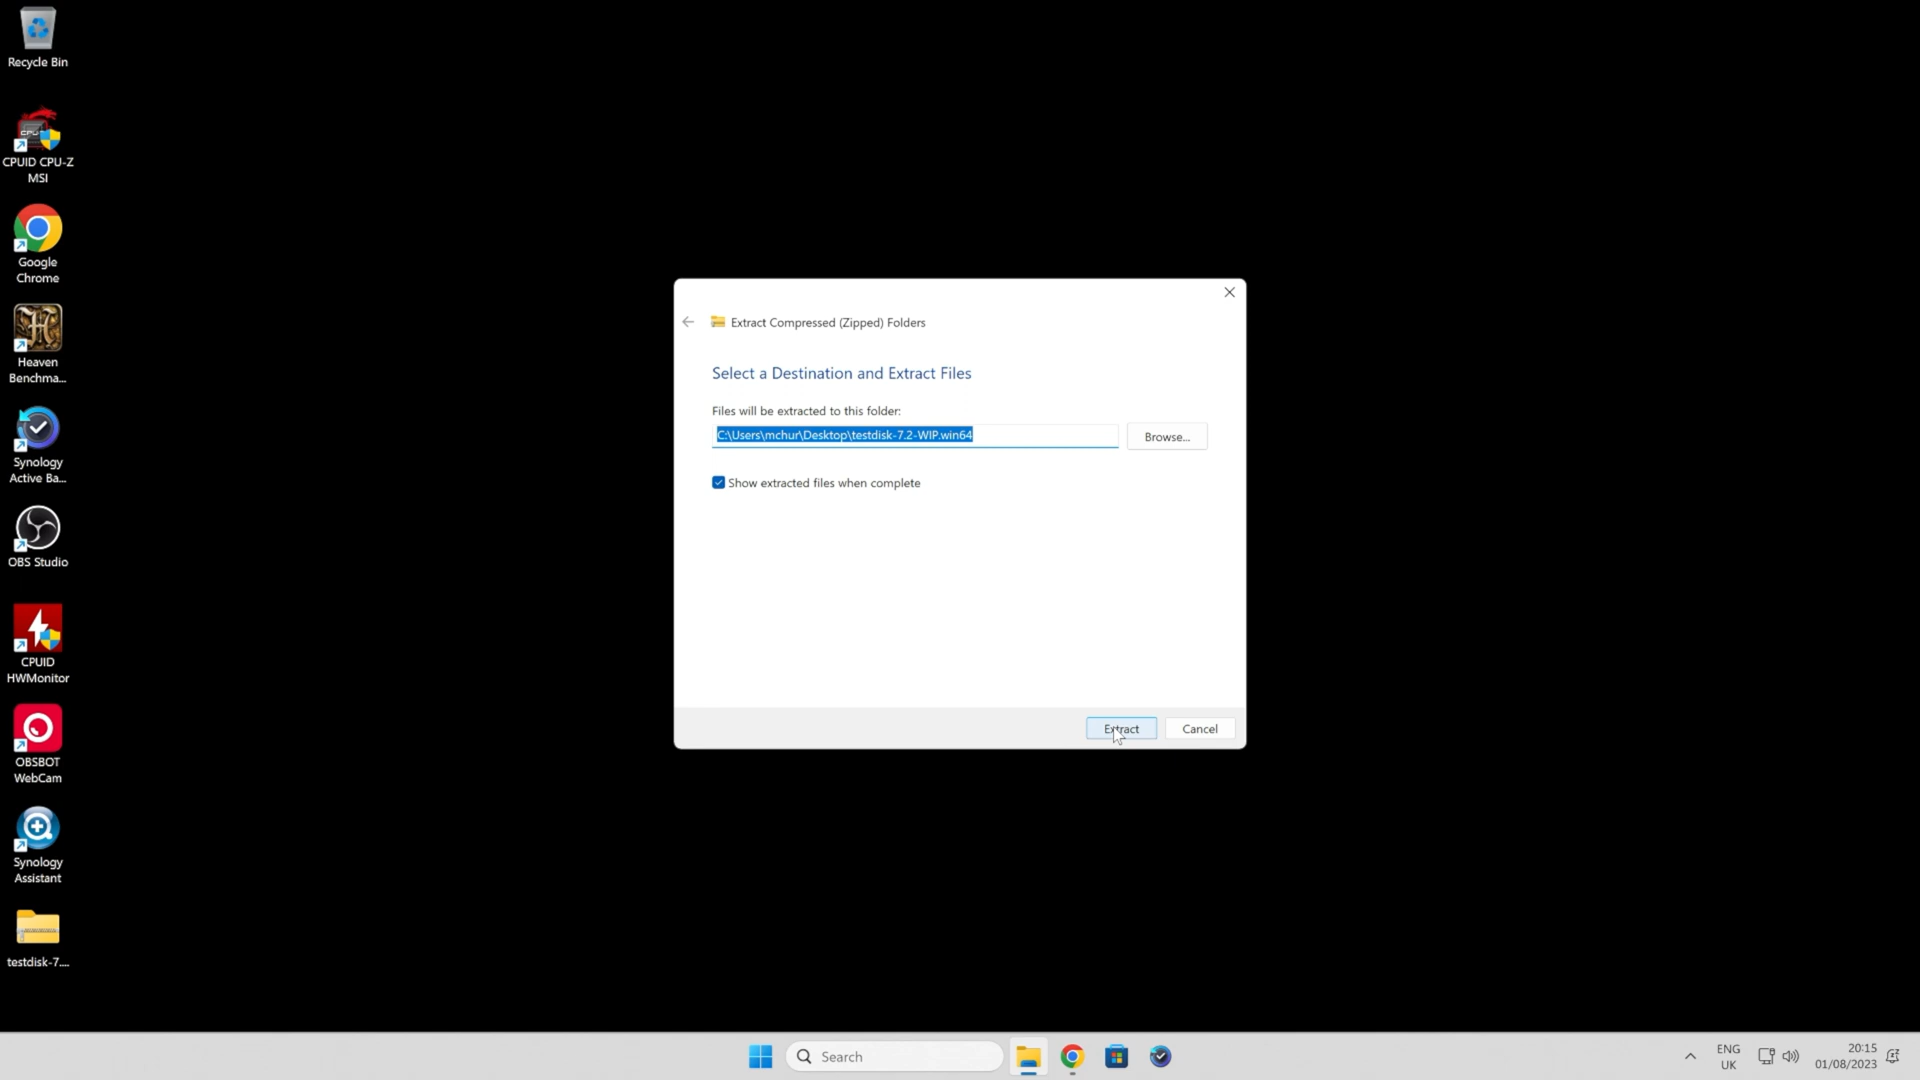 Recycle Bin
CPUID CPU-Z
MSI
Google
Chrome
Heaven
Benchma...
Synology
Active Ba...
OBS Studio
CPUID
HWMonitor
OBSBOT
WebCam
Synology
Assistant
testdisk-7....
Extract Compressed (Zipped) Folders
Select a Destination and Extract Files
Files will be extracted to this folder:
C:\Users\mchur\Desktop\testdisk-7.2-WIP.win64
Browse...
Show extracted files when complete
Extract
Cancel
Search
ENG
UK
20:15
01/08/2023